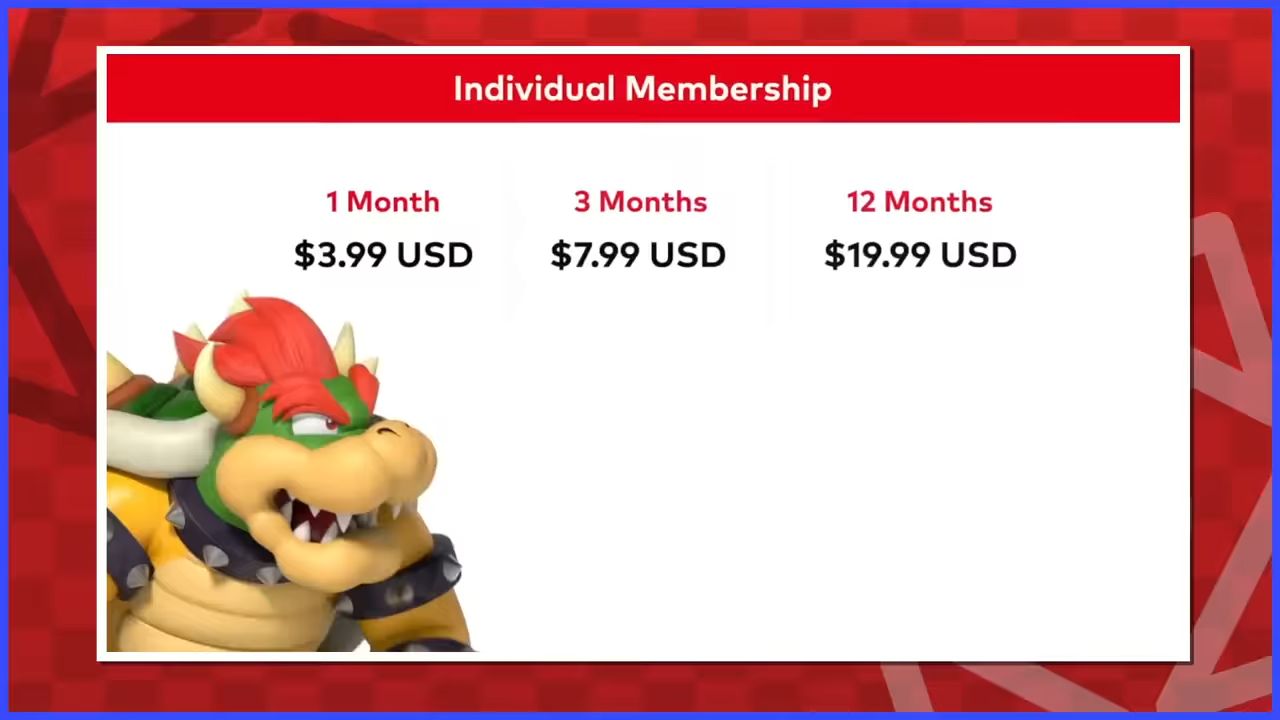 Individual Membership
1 Month
$3.99 USD
3 Months
$7.99 USD
12 Months
$19.99 USD